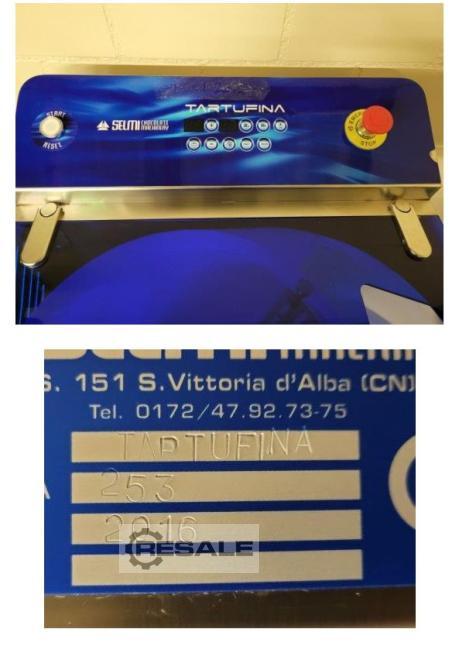 TARTUFINA
START
RESET
SELMI CHOCOLATE MACHINERY
STOP
S. 151 S.Vittoria d'Alba (CN)
Tel. 0172/47.92.73-75
TARTUFINA
253
2016
RESALE